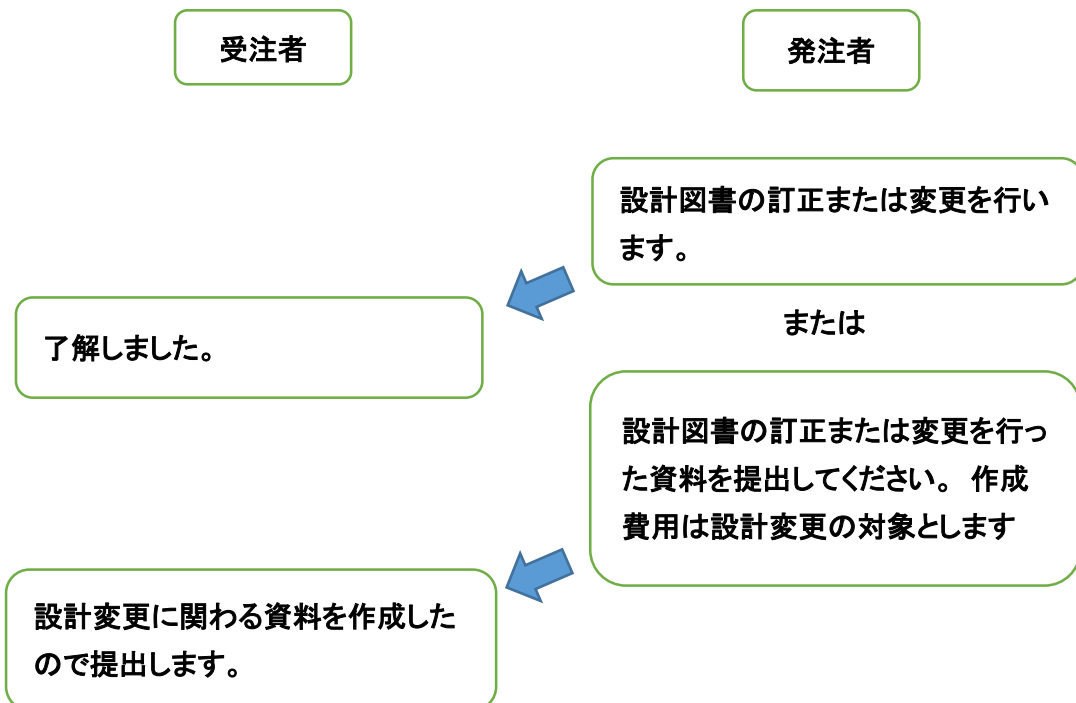 受注者
発注者
設計図書の訂正または変更を行い
ます。
了解しました。
または
設計図書の訂正または変更を行っ
た資料を提出してください。 作成
費用は設計変更の対象とします
設計変更に関わる資料を作成した
ので提出します。